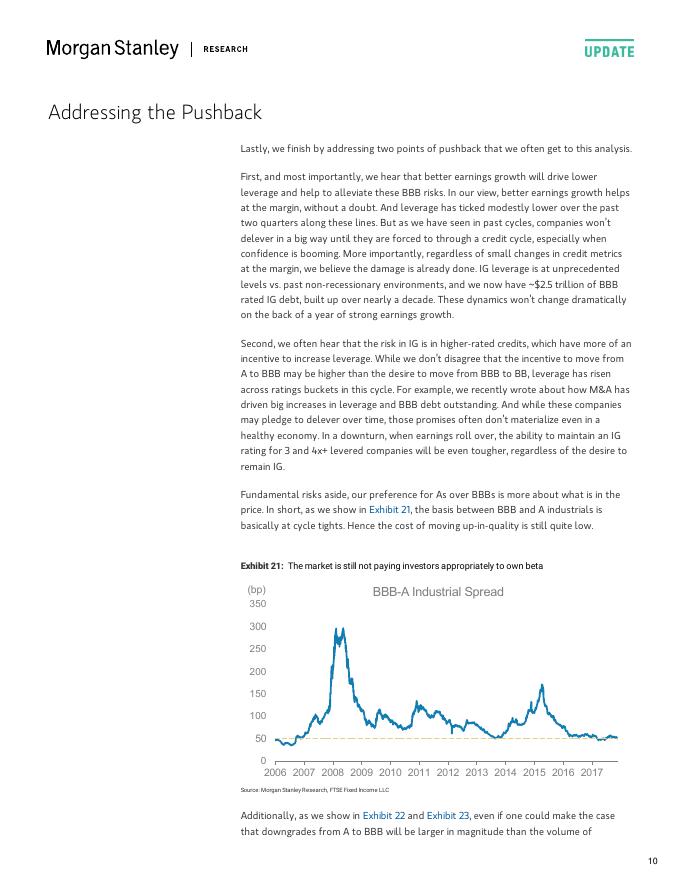 Morgan Stanley | RESEARCH
UPDATE
Addressing the Pushback
Lastly, we finish by addressing two points of pushback that we often get to this analysis.
First, and most importantly, we hear that better earnings growth will drive lower
leverage and help to alleviate these BBB risks. In our view, better earnings growth helps
at the margin, without a doubt. And leverage has ticked modestly lower over the past
two quarters along these lines. But as we have seen in past cycles, companies won't
delever in a big way until they are forced to through a credit cycle, especially when
confidence is booming. More importantly, regardless of small changes in credit metrics
at the margin, we believe the damage is already done. IG leverage is at unprecedented
levels vs. past non-recessionary environments, and we now have ~$2.5 trillion of BBB
rated IG debt, built up over nearly a decade. These dynamics won't change dramatically
on the back of a year of strong earnings growth.
Second, we often hear that the risk in IG is in higher-rated credits, which have more of an
incentive to increase leverage. While we don't disagree that the incentive to move from
A to BBB may be higher than the desire to move from BBB to BB, leverage has risen
across ratings buckets in this cycle. For example, we recently wrote about how M&A has
driven big increases in leverage and BBB debt outstanding. And while these companies
may pledge to delever over time, those promises often don't materialize even in a
healthy economy. In a downturn, when earnings roll over, the ability to maintain an IG
rating for 3 and 4x+ levered companies will be even tougher, regardless of the desire to
remain IG.
Fundamental risks aside, our preference for As over BBBs is more about what is in the
price. In short, as we show in Exhibit 21, the basis between BBB and A industrials is
basically at cycle tights. Hence the cost of moving up-in-quality is still quite low.
Exhibit 21: The market is still not paying investors appropriately to own beta
(bp)
BBB-A Industrial Spread
350
300
250
200
150
100
50
0
2006 2007 2008 2009 2010 2011 2012 2013 2014 2015 2016 2017
Source: Morgan Stanley Research, FTSE Fixed Income LLC
Additionally, as we show in Exhibit 22 and Exhibit 23, even if one could make the case
that downgrades from A to BBB will be larger in magnitude than the volume of
10